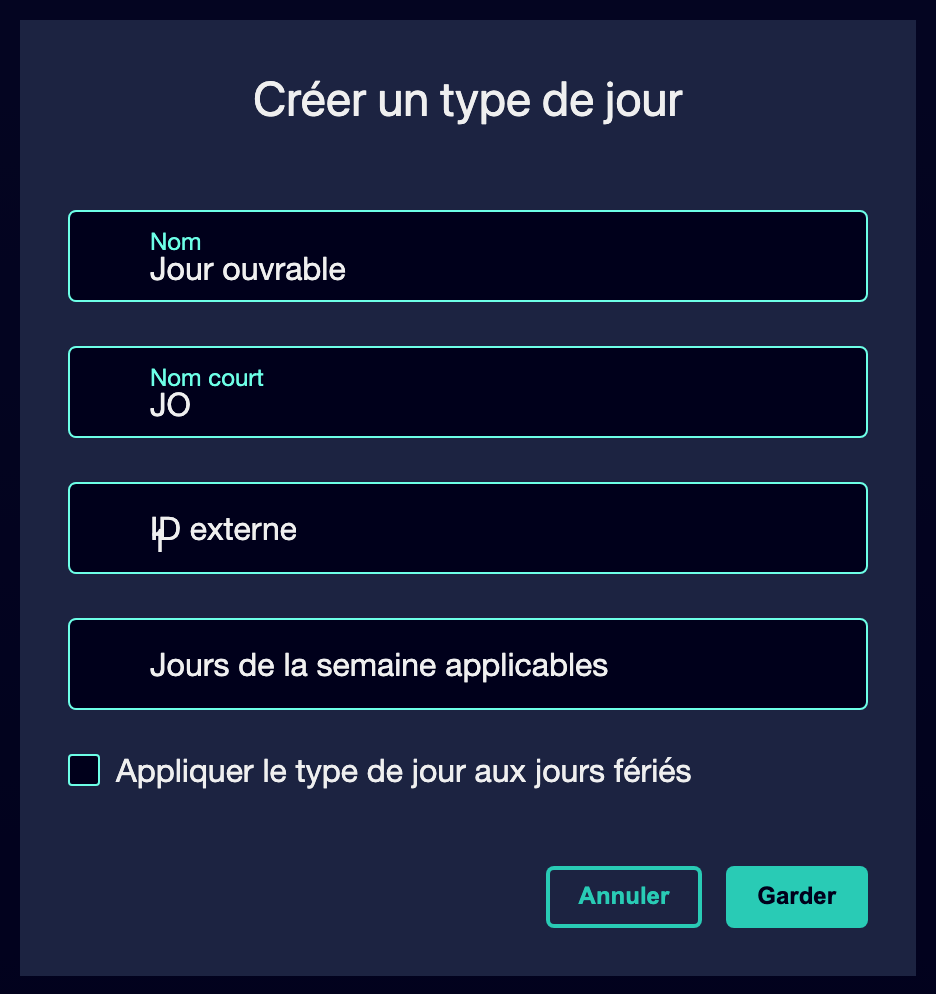 Créer un type de jour
Nom
Jour ouvrable
Nom court
JO
ID externe
Jours de la semaine applicables
Appliquer le type de jour aux jours fériés
Annuler
Garder